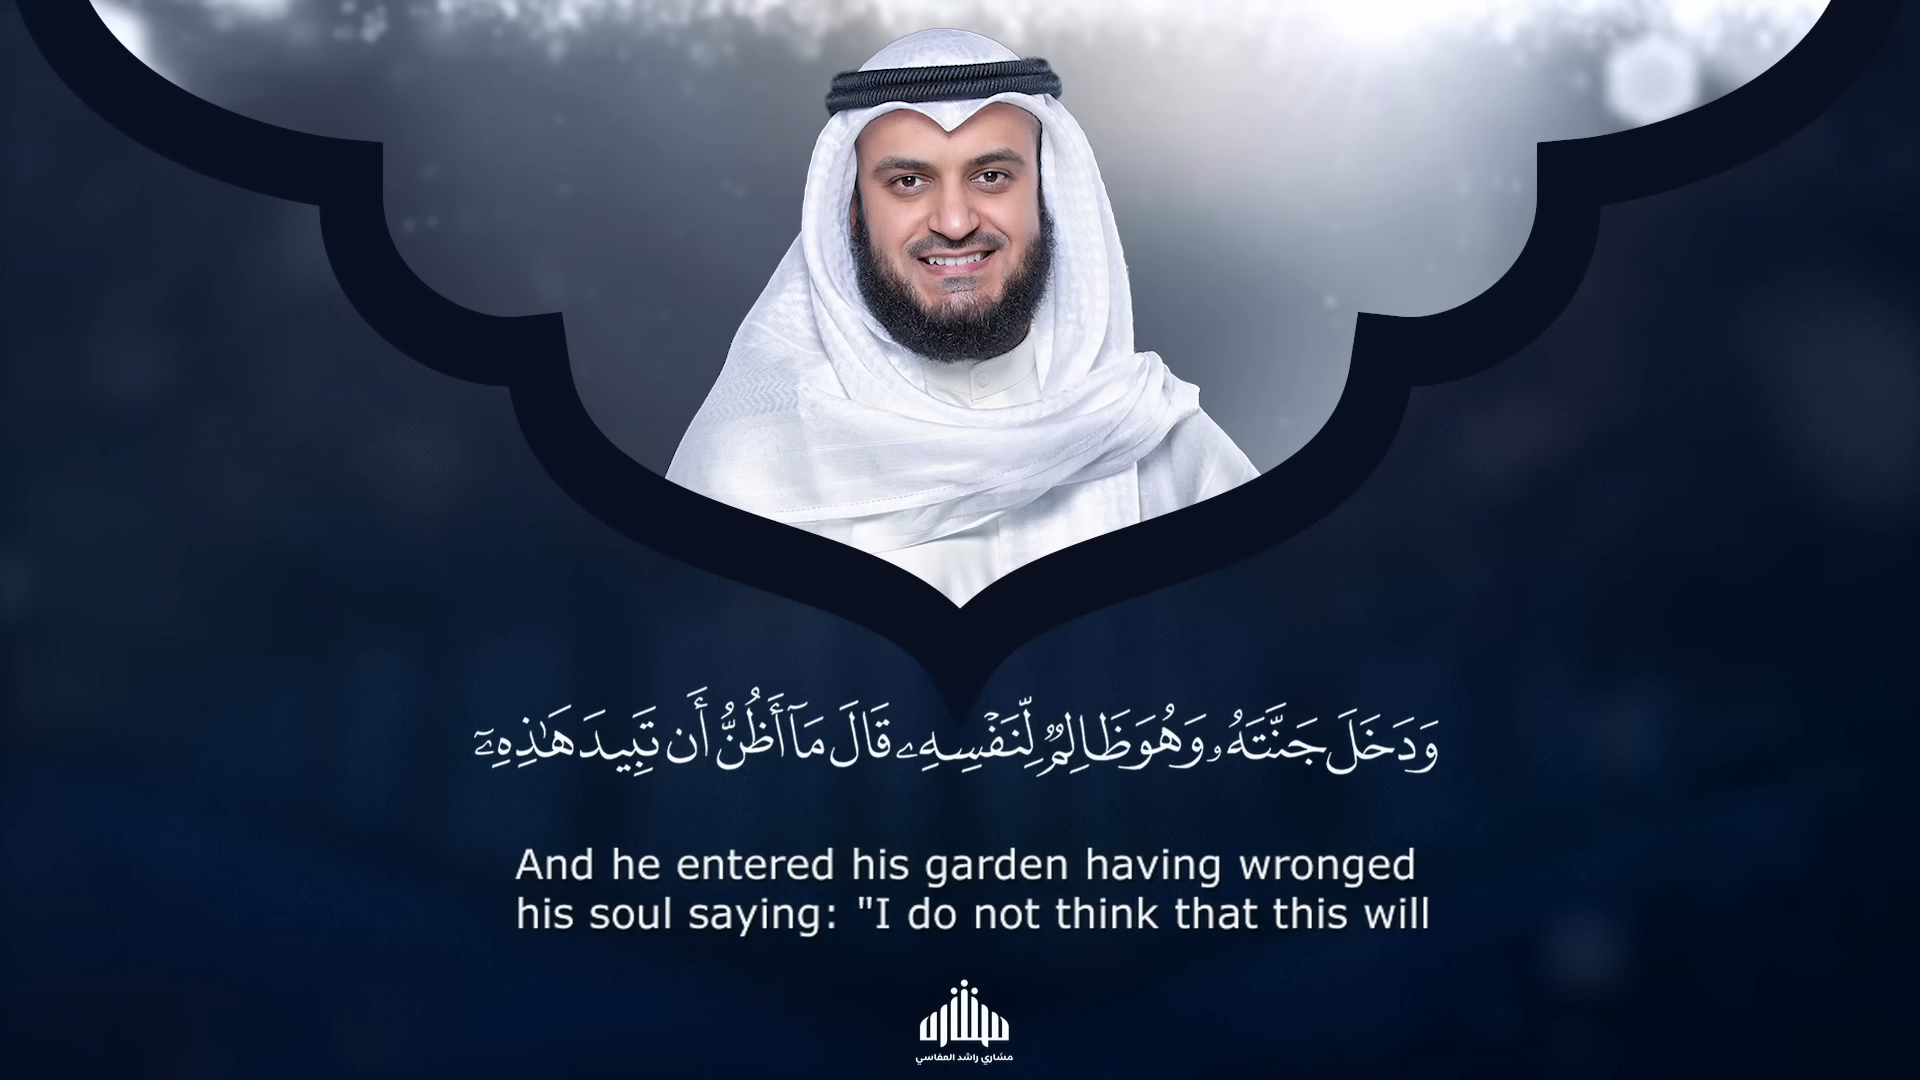 وَدَخَلَ جَنَّتَهُۥ وَهُوَ ظَالِمٌ لِّنَفْسِهِۦ قَالَ مَآ أَظُنُّ أَن تَبِيدَ هَـٰذِهِۦٓ
And he entered his garden having wronged
his soul saying: "I do not think that this will
مشاري
مشاري راشد العفاسي